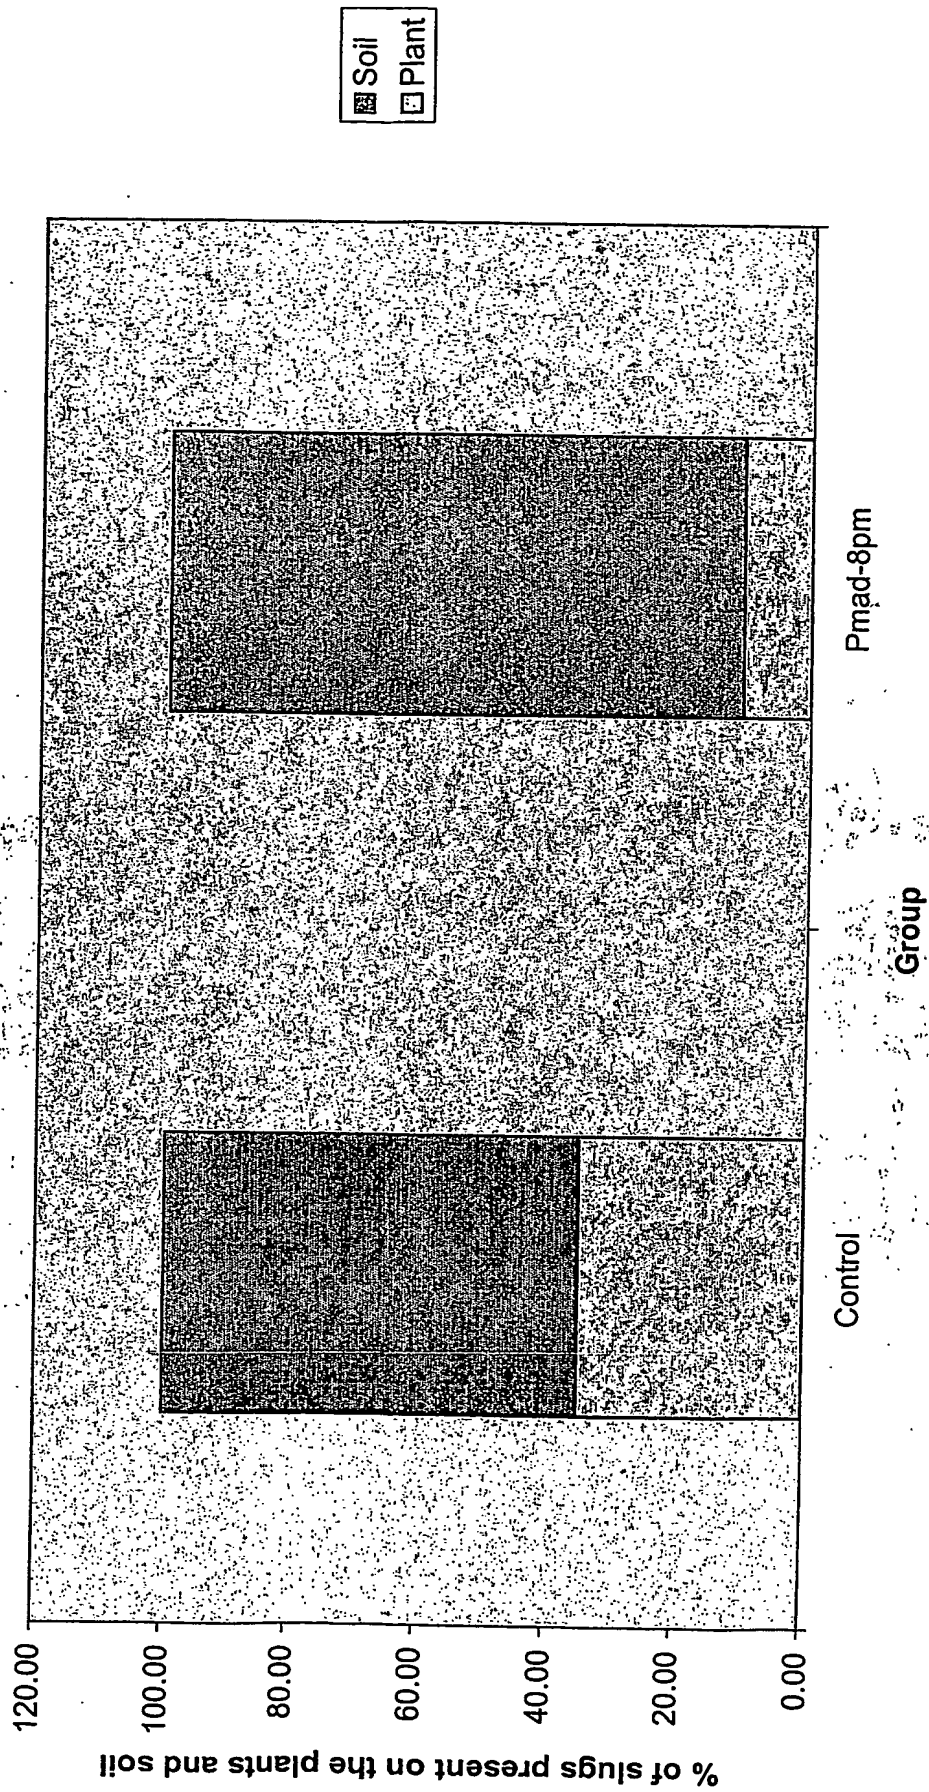 % of slugs present on the plants and soil
120.00
100.00
80.00
60.00
40.00
20.00
0.00
Control
Pmad-8pm
Group
Soil
Plant